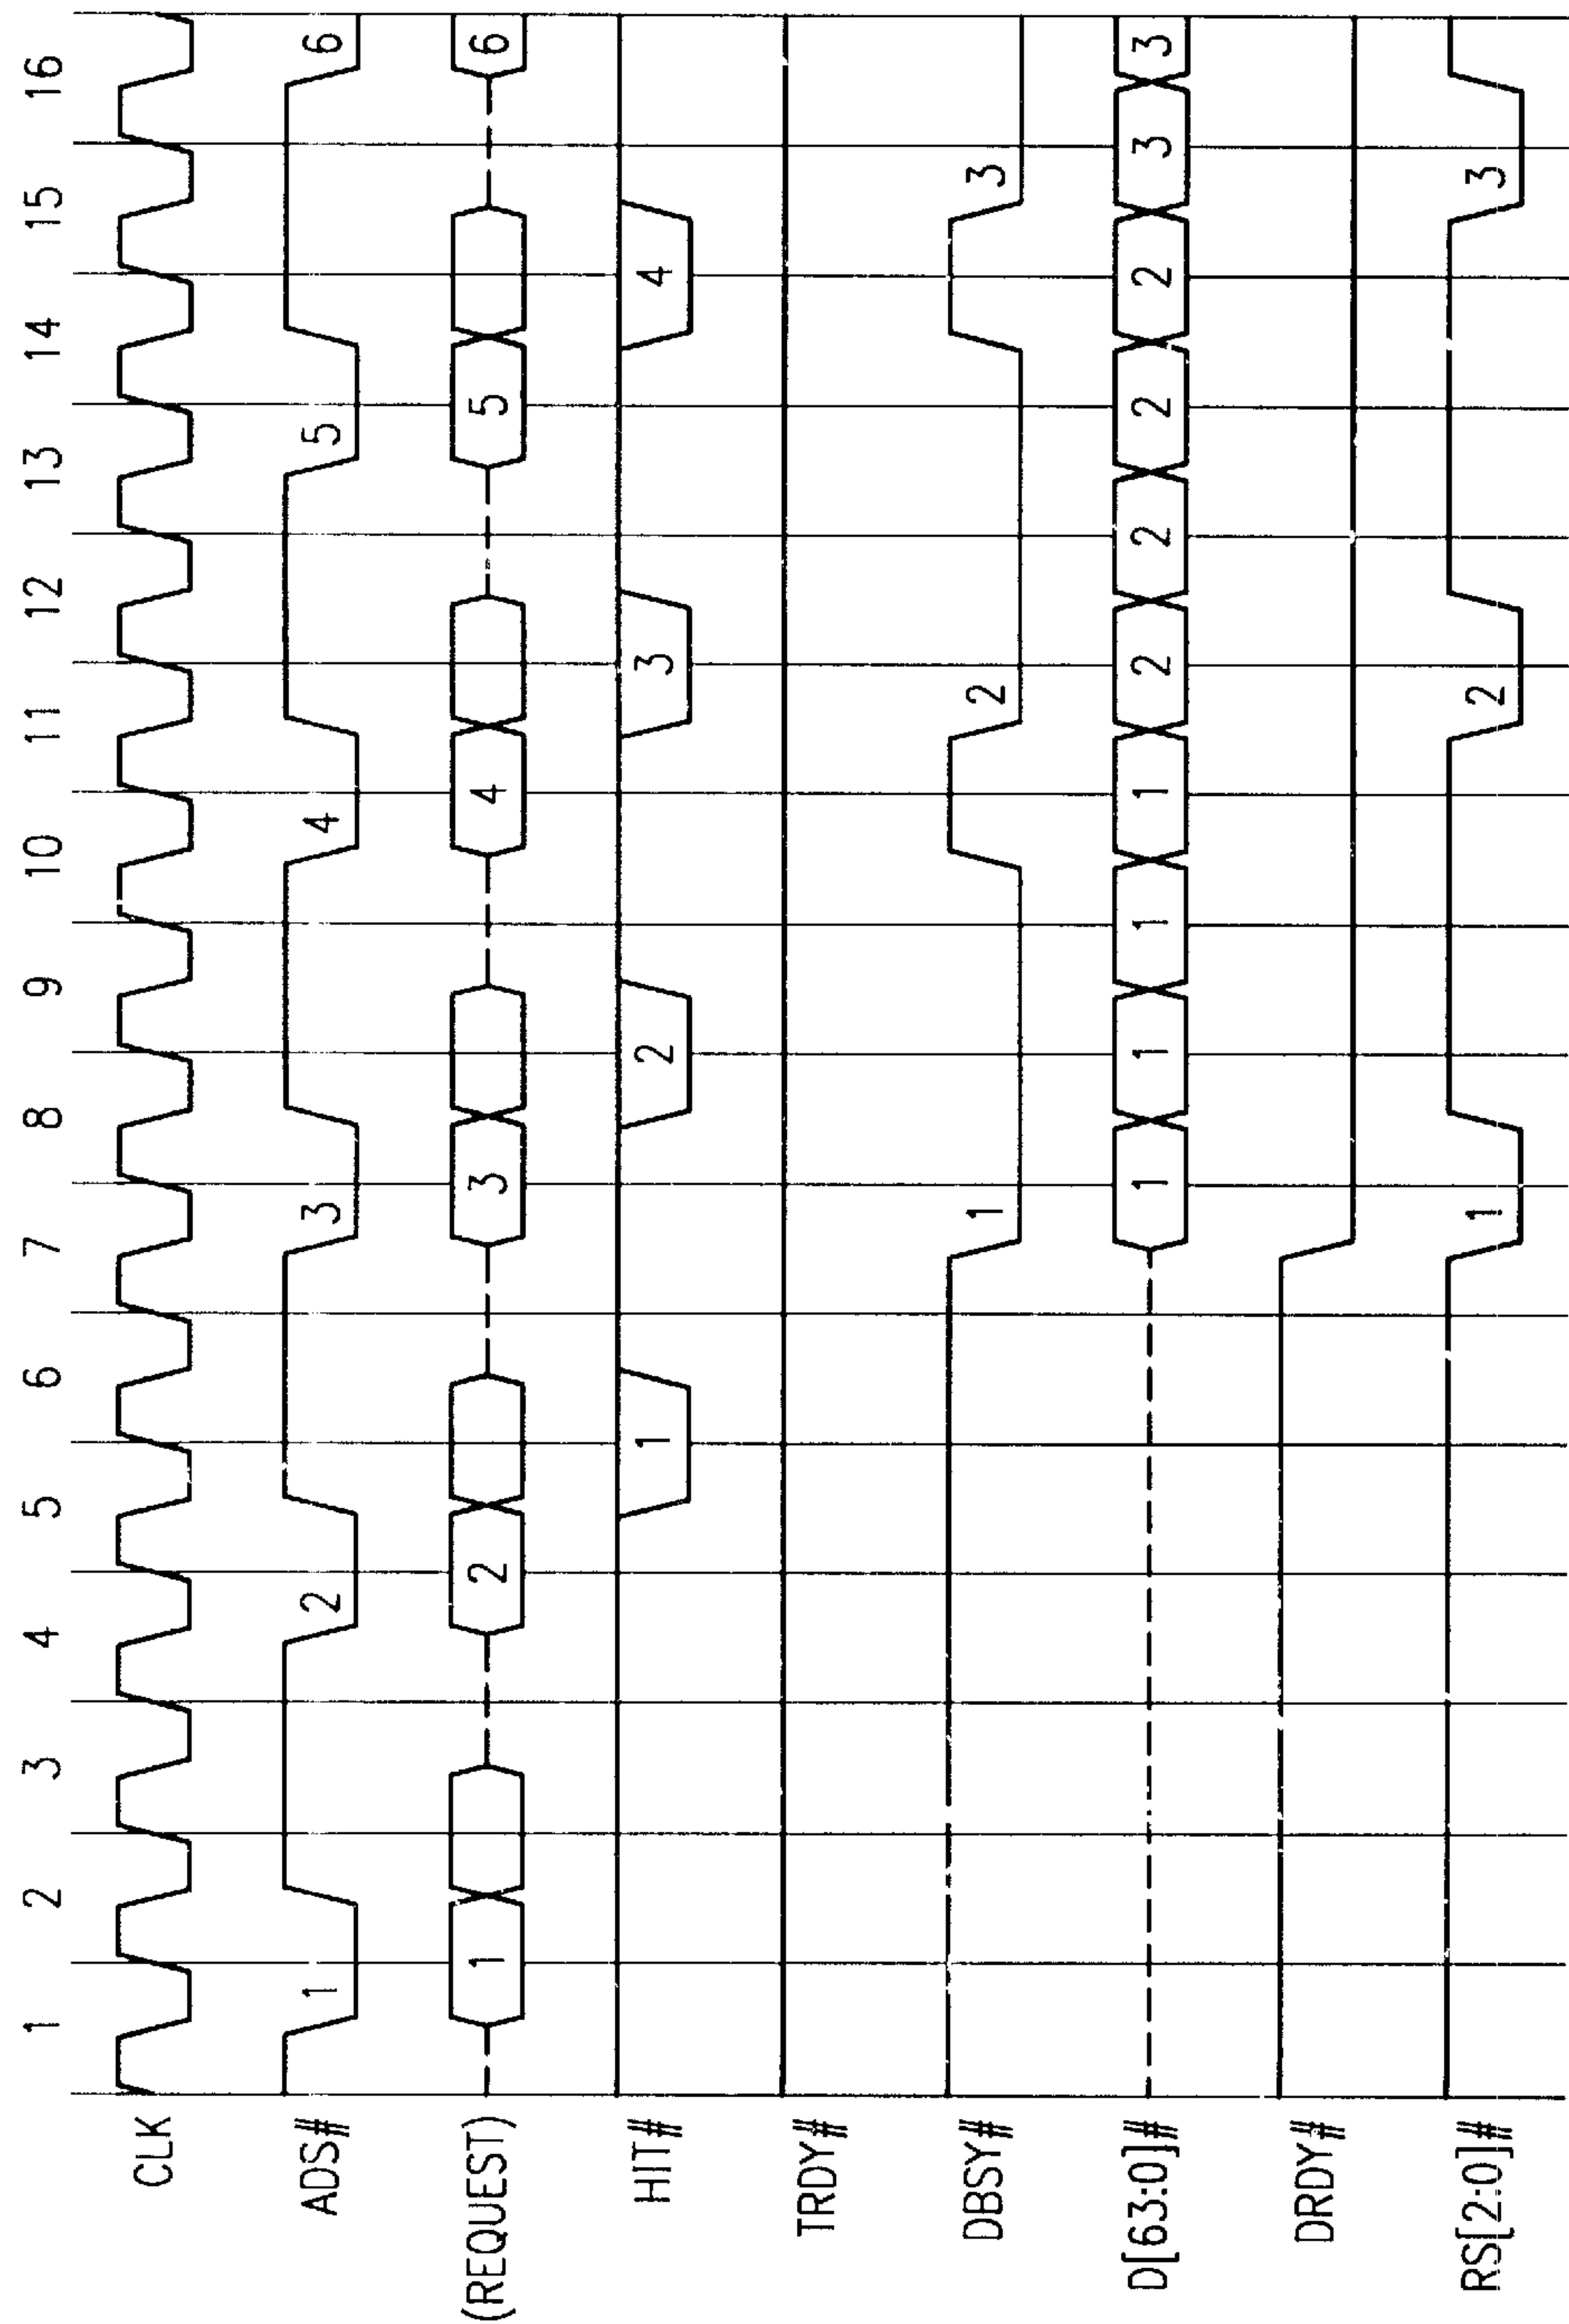 1 2 3 4 5 6 7 8 9 10 11 12 13 14 15 16
CLK
ADS# 1 2 3 4 5 6
(REQUEST) 1 2 3 4 5 6
HIT# 1 2 3 4
TRDY#
DBSY# 1 2 3
D[63:0]# 1 1 1 1 2 2 2 2 3 3
DRDY#
RS[2:0]# 1 2 3